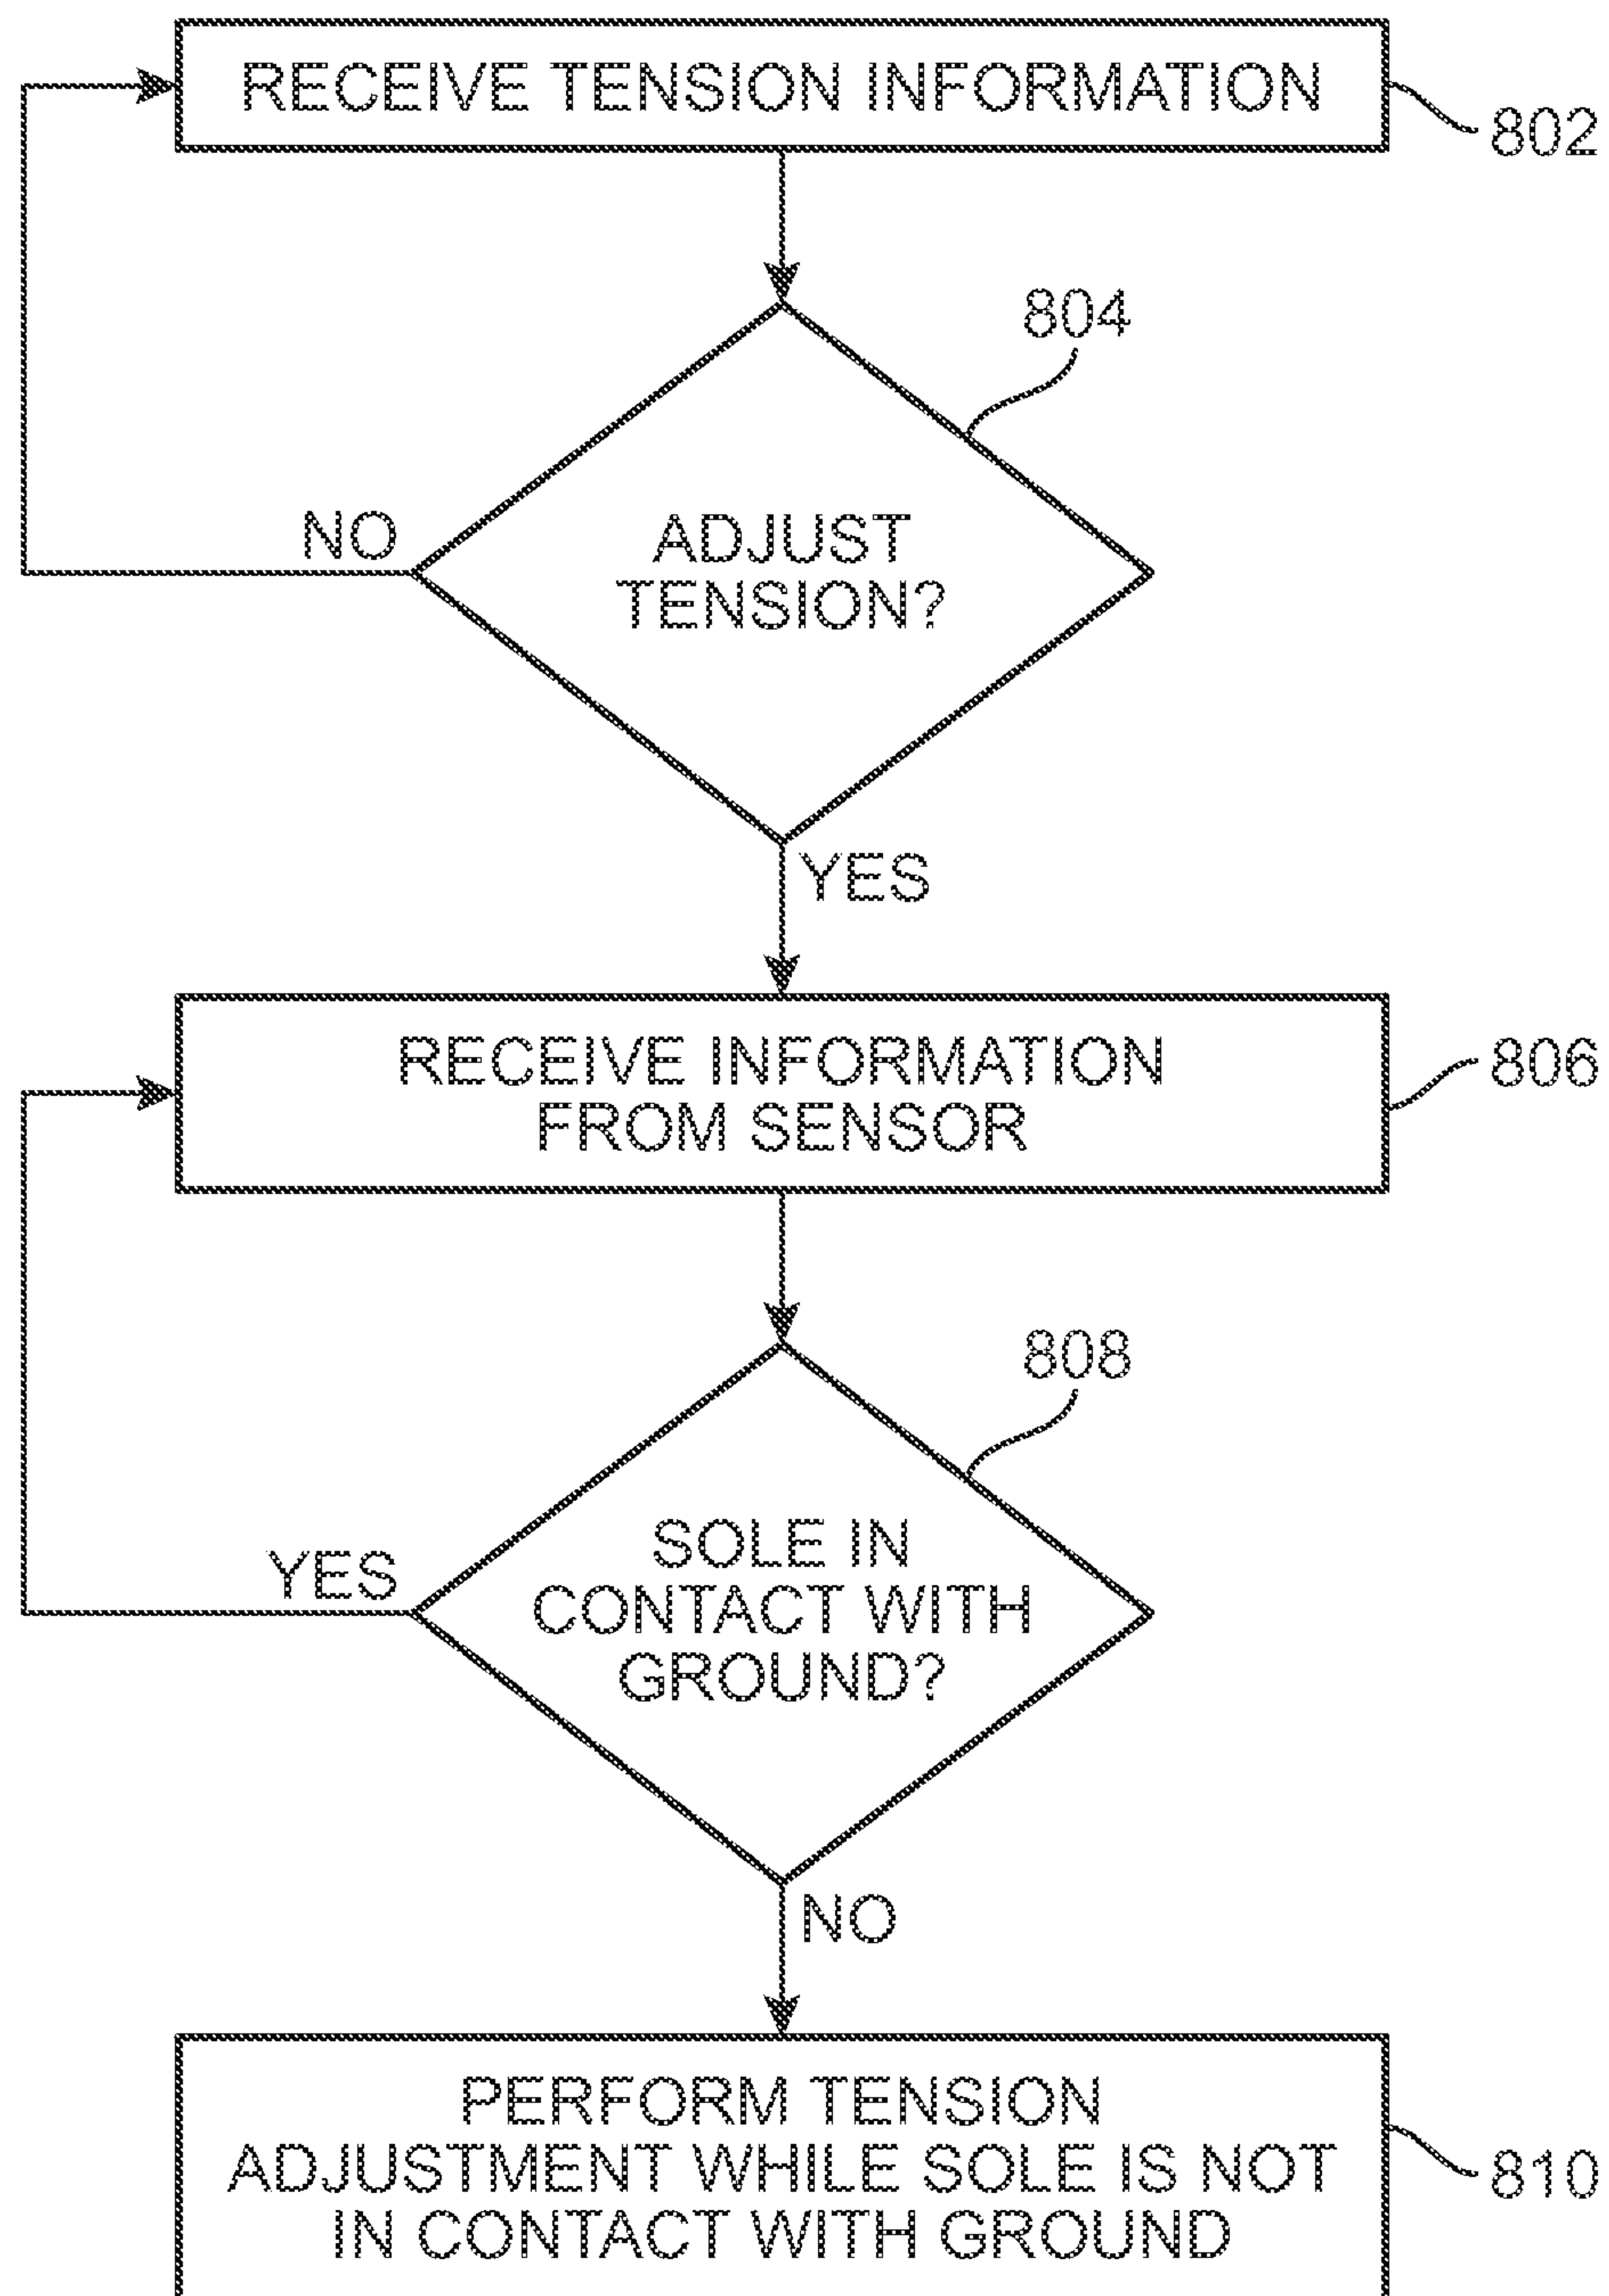 RECEIVE TENSION INFORMATION
802
804
NO
ADJUST
TENSION?
YES
RECEIVE INFORMATION
FROM SENSOR
806
808
YES
SOLE IN
CONTACT WITH
GROUND?
NO
PERFORM TENSION
ADJUSTMENT WHILE SOLE IS NOT
IN CONTACT WITH GROUND
810